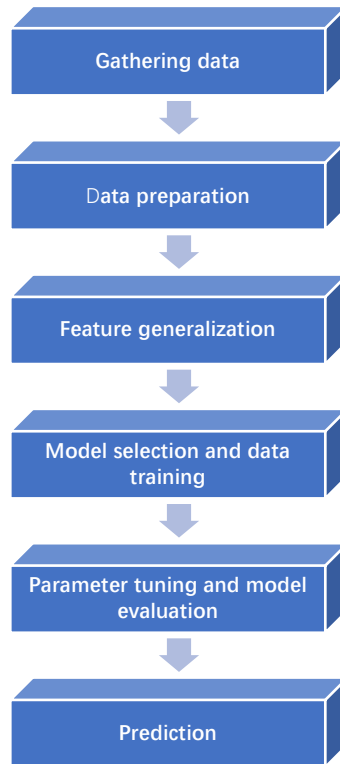 Gathering data
Data preparation
Feature generalization
Model selection and data
training
Parameter tuning and model
evaluation
Prediction